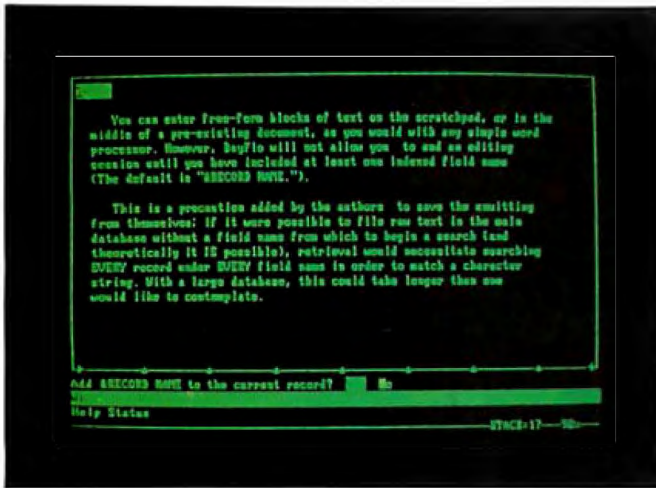 You can enter free-form blocks of text on the scratchpad, or in the
middle of a pre-existing document, as you would with any simple word
processor. However, DayFlo will not allow you to end an editing
session until you have included at least one indexed field name
(The default is "&RECORD NAME.").
This is a precaution added by the authors to save the unwitting
from themselves; if it were possible to file raw text in the main
database without a field name from which to begin a search (and
theoretically it IS possible), retrieval would necessitate searching
EVERY record under EVERY field name in order to match a character
string. With a large database, this could take longer than one
would like to contemplate.
Add &RECORD NAME to the current record? No
Help Status
STACK=17